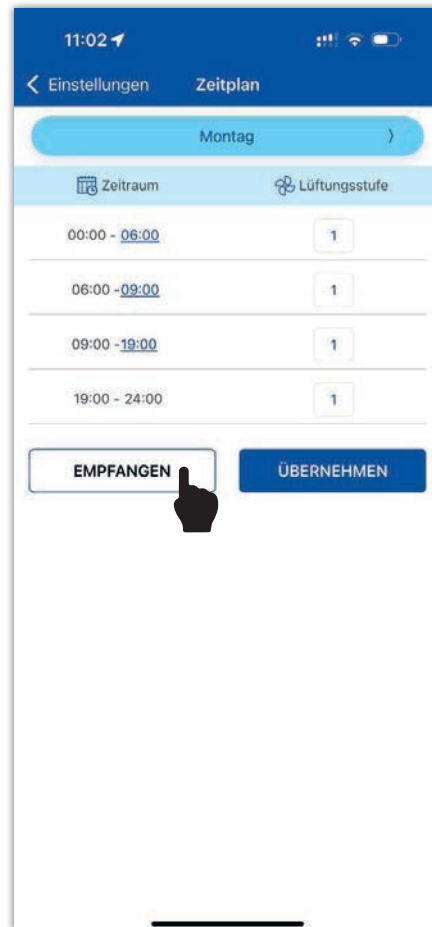 11:02
Einstellungen Zeitplan
Montag
Zeitraum Lüftungsstufe
00:00 - 06:00 1
06:00 -09:00 1
09:00 -19:00 1
19:00 - 24:00 1
EMPFANGEN ÜBERNEHMEN